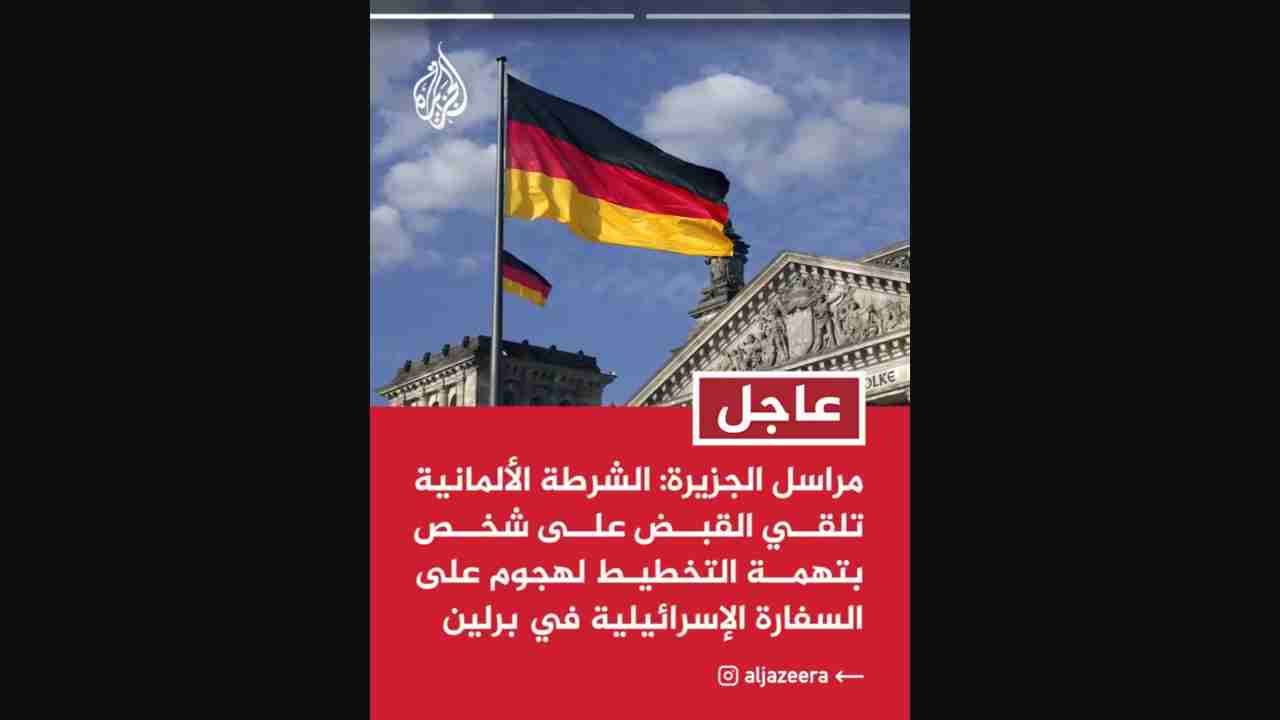 الجزيرة
OLKE
عاجل
مراسل الجزيرة: الشرطة الألمانية
تلقي القبض على شخص
بتهمة التخطيط لهجوم على
السفارة الإسرائيلية في برلين
aljazeera